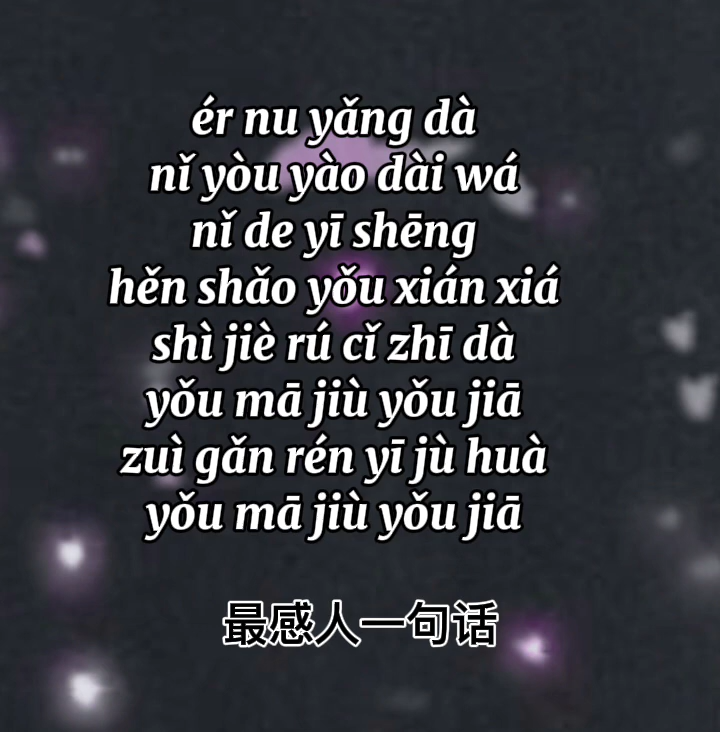 ér nu yǎng dà
nǐ yòu yào dài wá
nǐ de yī shēng
hěn shǎo yǒu xián xiá
shì jiè rú cǐ zhī dà
yǒu mā jiù yǒu jiā
zuì gǎn rén yī jù huà
yǒu mā jiù yǒu jiā
最感人一句话